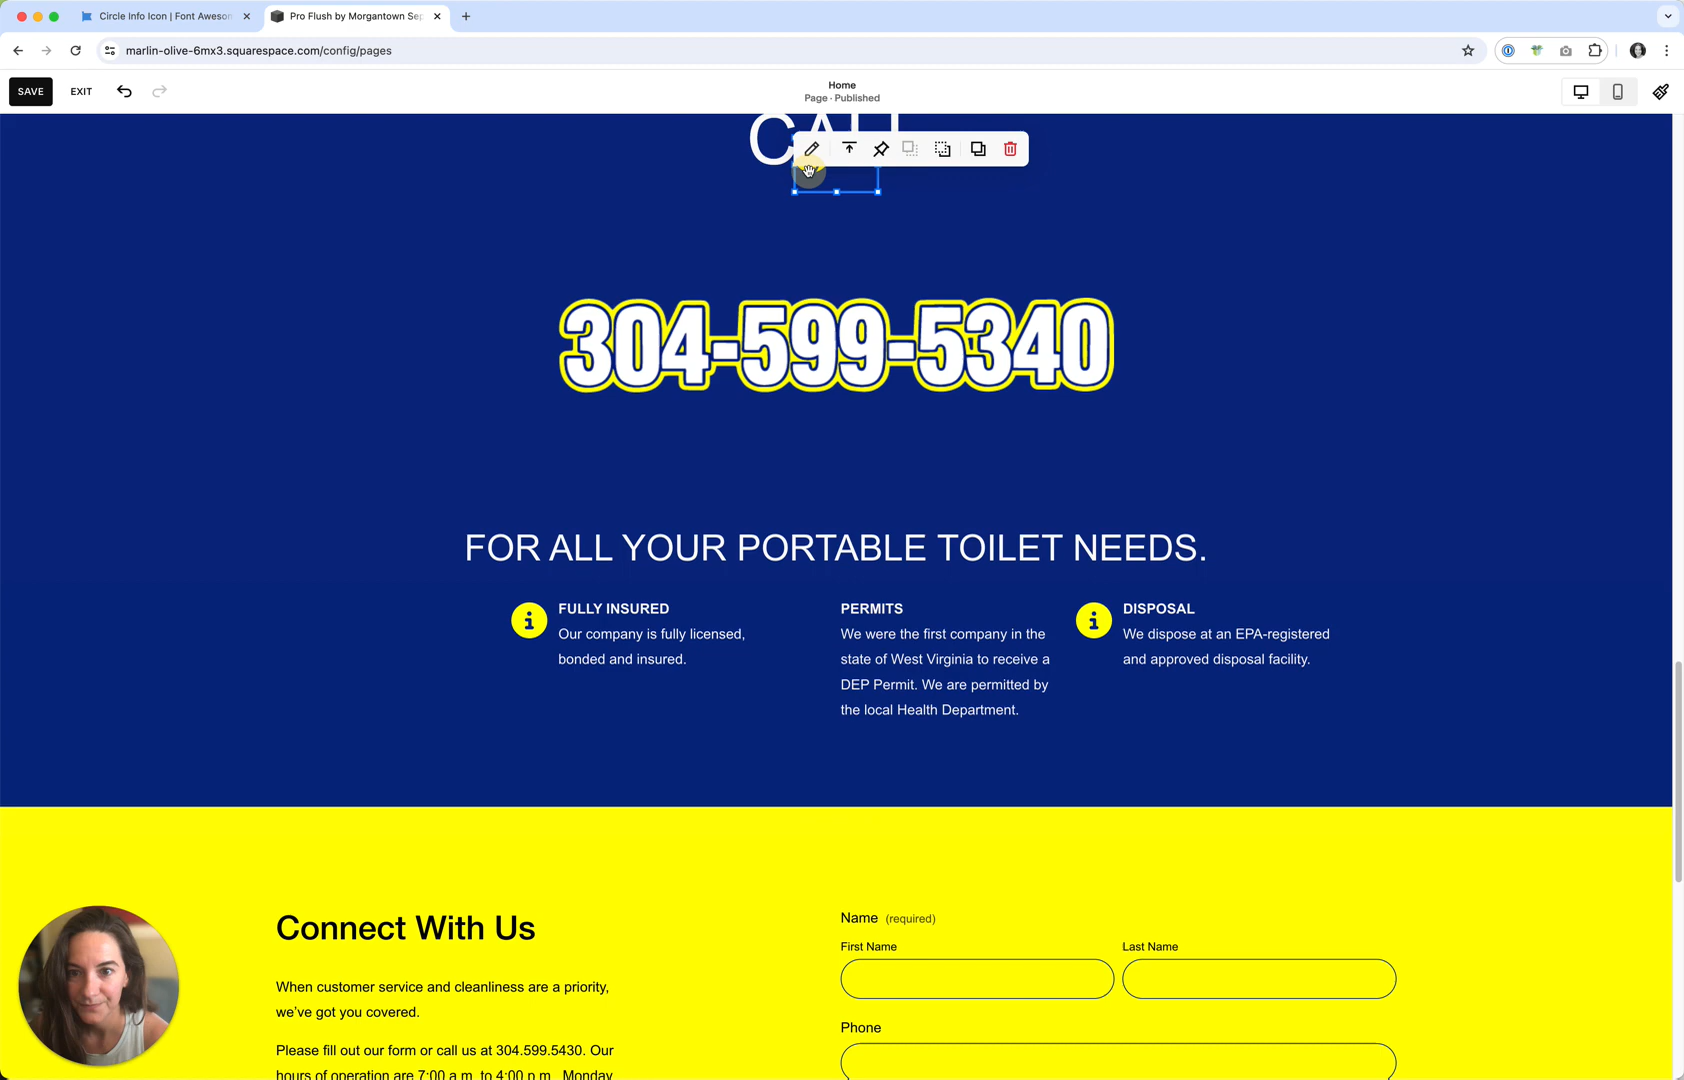 Circle Info Icon | Font Aweson
Pro Flush by Morgantown Sep
marlin-olive-6mx3.squarespace.com/config/pages
SAVE
EXIT
Home
Page · Published
CALL
304-599-5340
FOR ALL YOUR PORTABLE TOILET NEEDS.
FULLY INSURED
Our company is fully licensed,
bonded and insured.
PERMITS
We were the first company in the
state of West Virginia to receive a
DEP Permit. We are permitted by
the local Health Department.
DISPOSAL
We dispose at an EPA-registered
and approved disposal facility.
Connect With Us
When customer service and cleanliness are a priority,
we've got you covered.
Please fill out our form or call us at 304.599.5430. Our
hours of operation are 7:00 a.m. to 4:00 p.m., Monday
Name (required)
First Name
Last Name
Phone